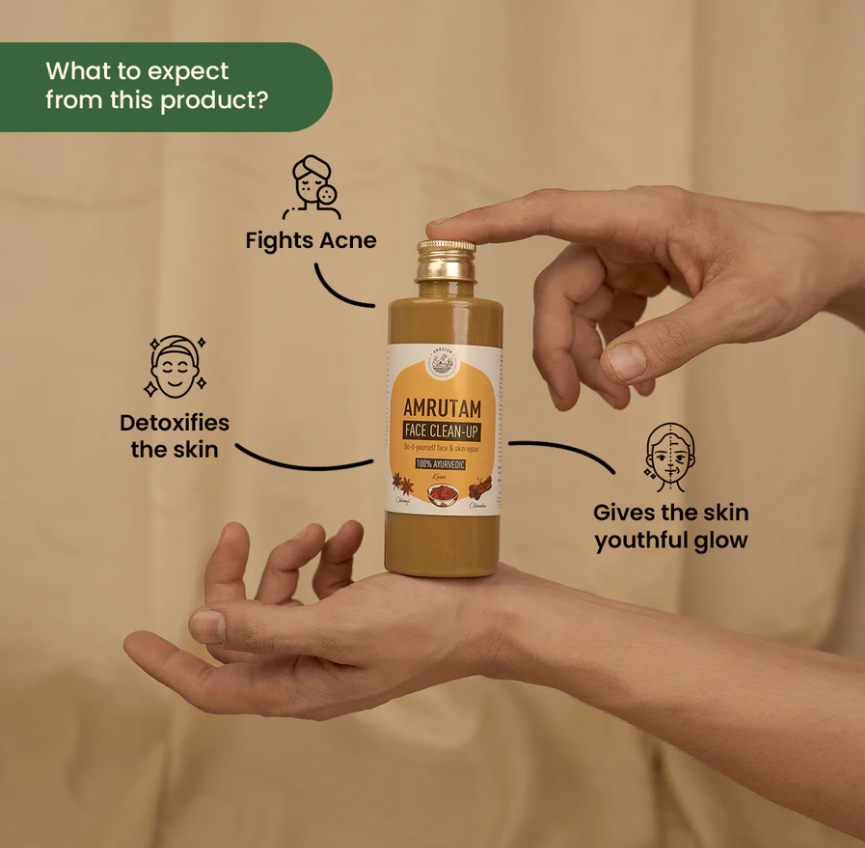 What to expect
from this product?
Fights Acne
AMRUTAM
FACE CLEAN-UP
Do-it-yourself face & skin repair
100% AYURVEDIC
Kesar
Detoxifies
the skin
Gives the skin
youthful glow